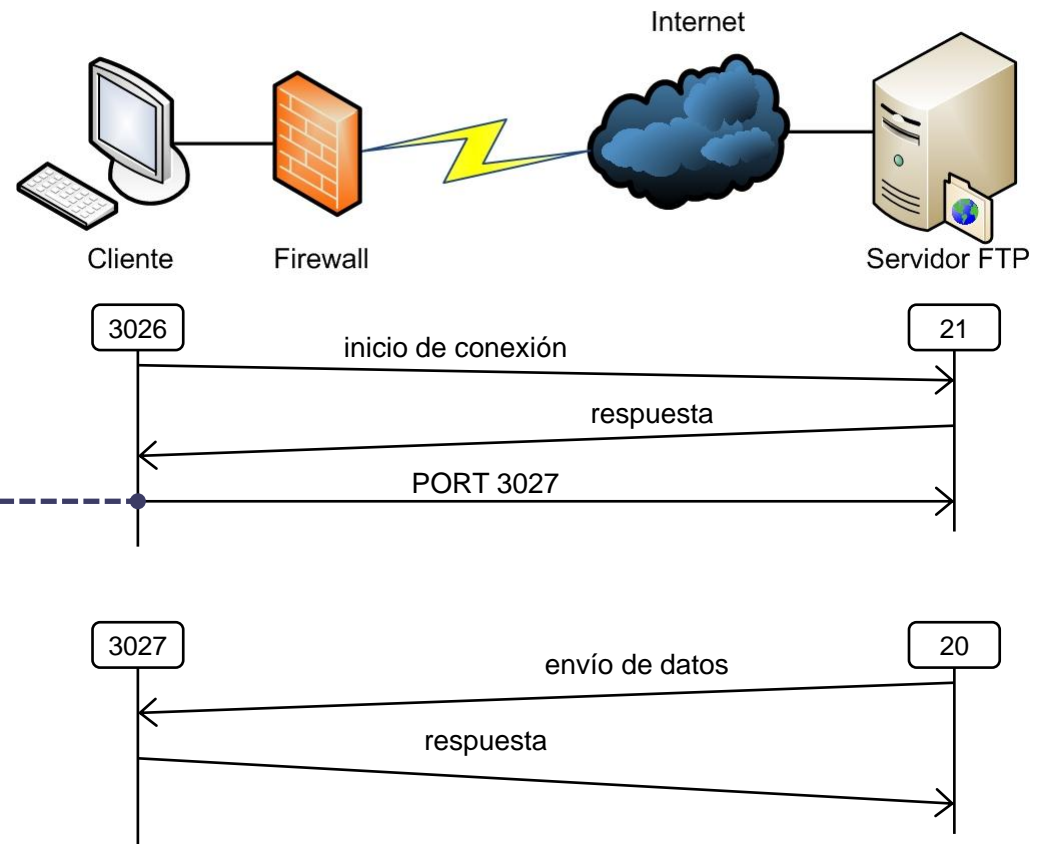 Internet
Cliente
Firewall
Servidor FTP
3026
21
inicio de conexión
respuesta
PORT 3027
3027
20
envío de datos
respuesta